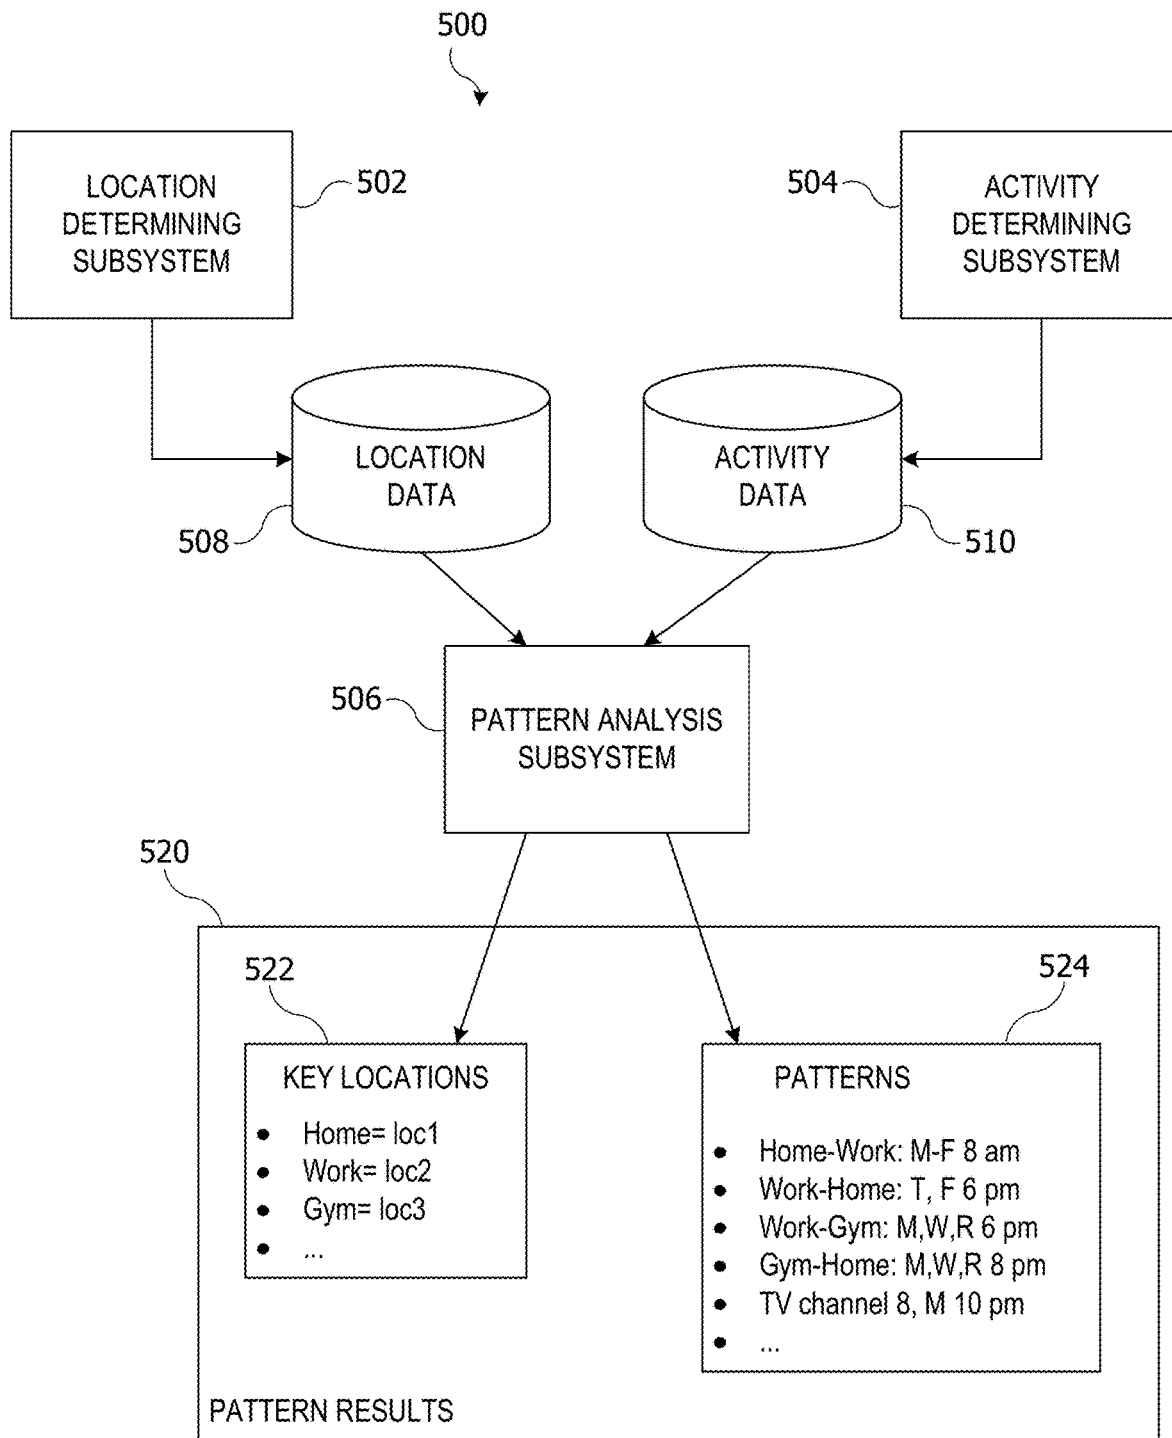 500
LOCATION
DETERMINING
SUBSYSTEM
502
504
ACTIVITY
DETERMINING
SUBSYSTEM
LOCATION
DATA
508
ACTIVITY
DATA
510
506
PATTERN ANALYSIS
SUBSYSTEM
520
522
KEY LOCATIONS
• Home= loc1
• Work= loc2
• Gym= loc3
• ...
524
PATTERNS
• Home-Work: M-F 8 am
• Work-Home: T, F 6 pm
• Work-Gym: M,W,R 6 pm
• Gym-Home: M,W,R 8 pm
• TV channel 8, M 10 pm
• ...
PATTERN RESULTS